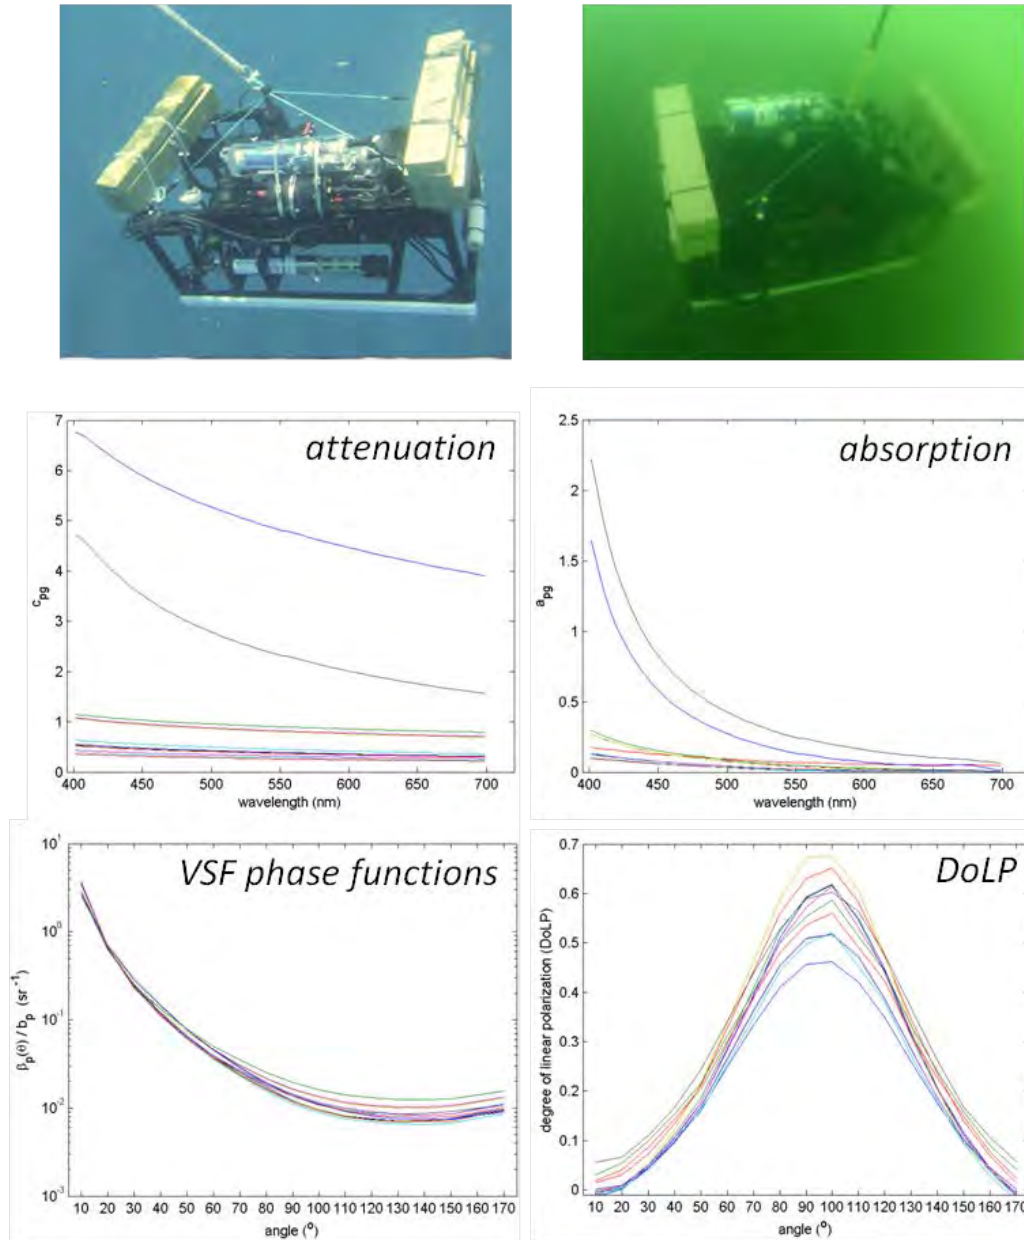 attenuation
7
6
5
4
3
2
1
0
c_pg
400 450 500 550 600 650 700
wavelength (nm)
absorption
2.5
2
1.5
1
0.5
0
a_pg
400 450 500 550 600 650 700
wavelength (nm)
VSF phase functions
10^1
10^0
10^-1
10^-2
10^-3
β_p(θ) / b_p (sr^-1)
10 20 30 40 50 60 70 80 90 100 110 120 130 140 150 160 170
angle (°)
DoLP
0.7
0.6
0.5
0.4
0.3
0.2
0.1
0
degree of linear polarization (DoLP)
10 20 30 40 50 60 70 80 90 100 110 120 130 140 150 160 170
angle (°)